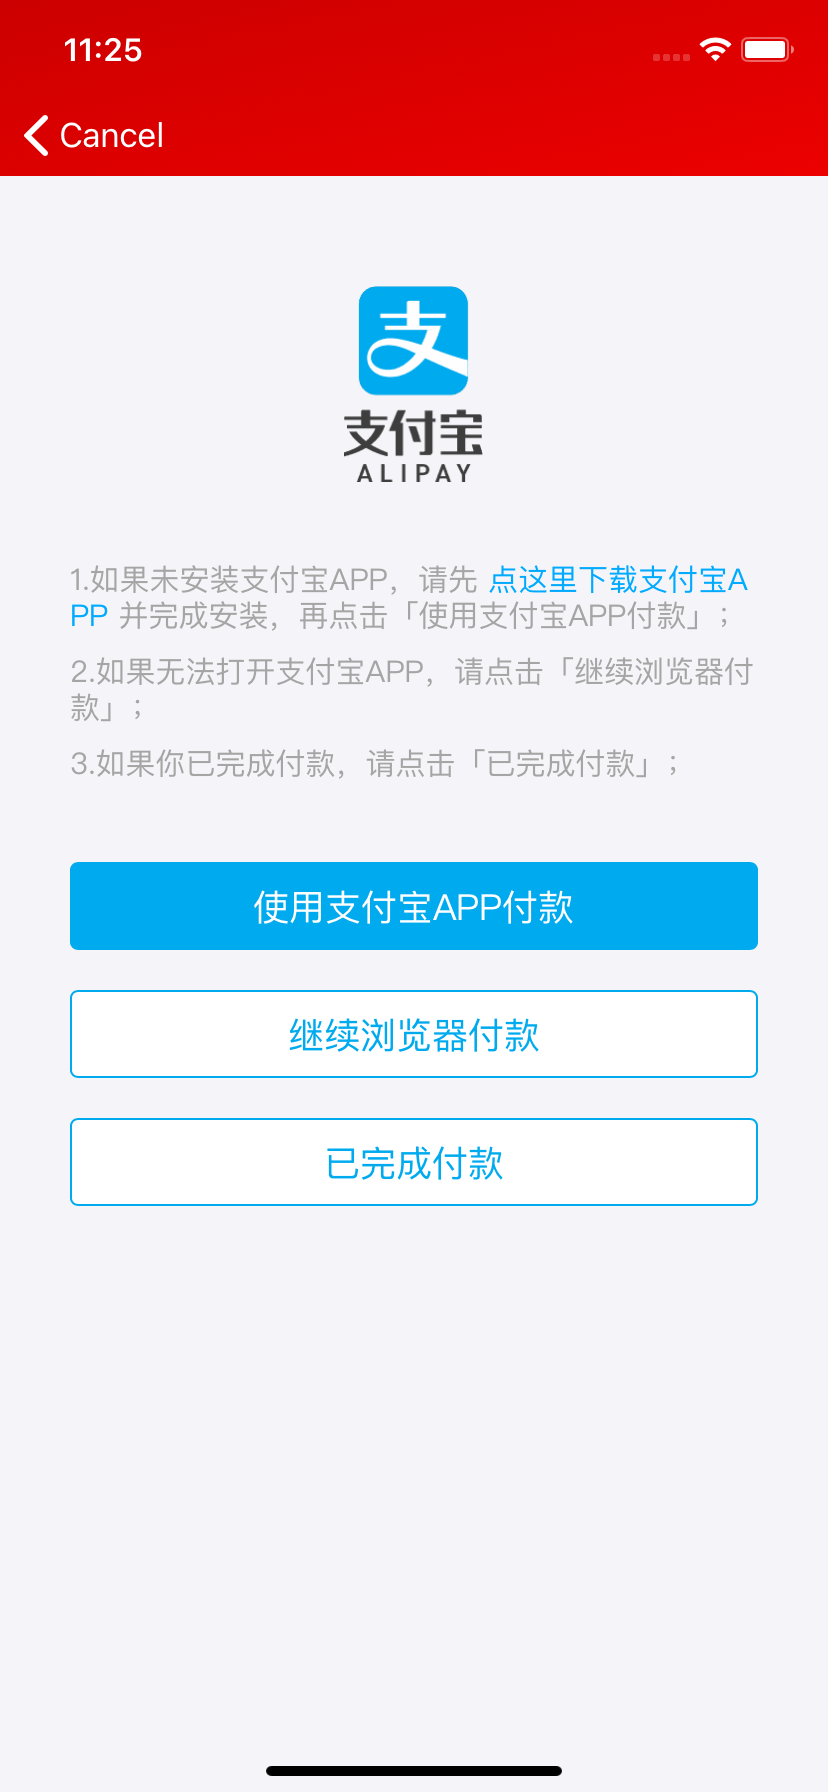 11:25
Cancel
支
支付宝
ALIPAY
1.如果未安装支付宝APP，请先 点这里下载支付宝A
PP 并完成安装，再点击「使用支付宝APP付款」；
2.如果无法打开支付宝APP，请点击「继续浏览器付
款」；
3.如果你已完成付款，请点击「已完成付款」；
使用支付宝APP付款
继续浏览器付款
已完成付款